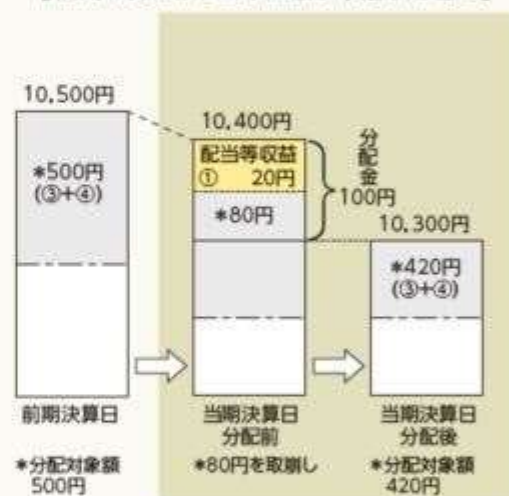 10,500円
*500円
(③+④)
前期決算日
*分配対象額
500円
10,400円
配当等収益
① 20円
*80円
分配金
100円
当期決算日
分配前
*80円を取崩し
10,300円
*420円
(③+④)
当期決算日
分配後
*分配対象額
420円